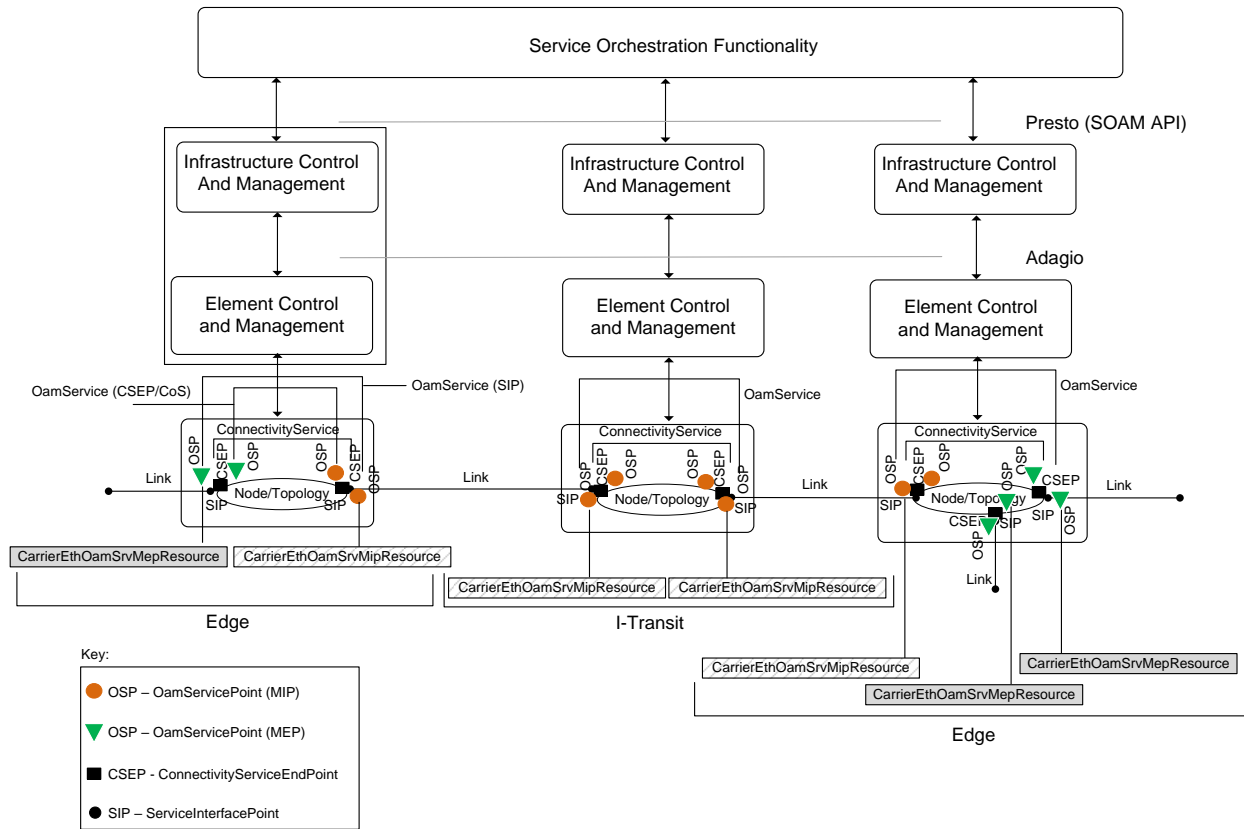 Service Orchestration Functionality
Presto (SOAM API)
Infrastructure Control
And Management
Infrastructure Control
And Management
Infrastructure Control
And Management
Adagio
Element Control
and Management
Element Control
and Management
Element Control
and Management
OamService (CSEP/CoS)
OamService (SIP)
OamService
OamService
ConnectivityService
OSP
CSEP
OSP
OSP
CSEP
OSP
Link
Node/Topology
SIP
SIP
Link
ConnectivityService
OSP
CSEP
OSP
OSP
CSEP
OSP
Node/Topology
SIP
SIP
Link
ConnectivityService
OSP
CSEP
OSP
OSP
OSP
CSEP
Node/Topology
SIP
CSEP
SIP
SIP
OSP
OSP
Link
Link
CarrierEthOamSrvMepResource
CarrierEthOamSrvMipResource
CarrierEthOamSrvMipResource
CarrierEthOamSrvMipResource
Edge
I-Transit
CarrierEthOamSrvMipResource
CarrierEthOamSrvMepResource
CarrierEthOamSrvMepResource
Edge
Key:
OSP – OamServicePoint (MIP)
OSP – OamServicePoint (MEP)
CSEP - ConnectivityServiceEndPoint
SIP – ServiceInterfacePoint